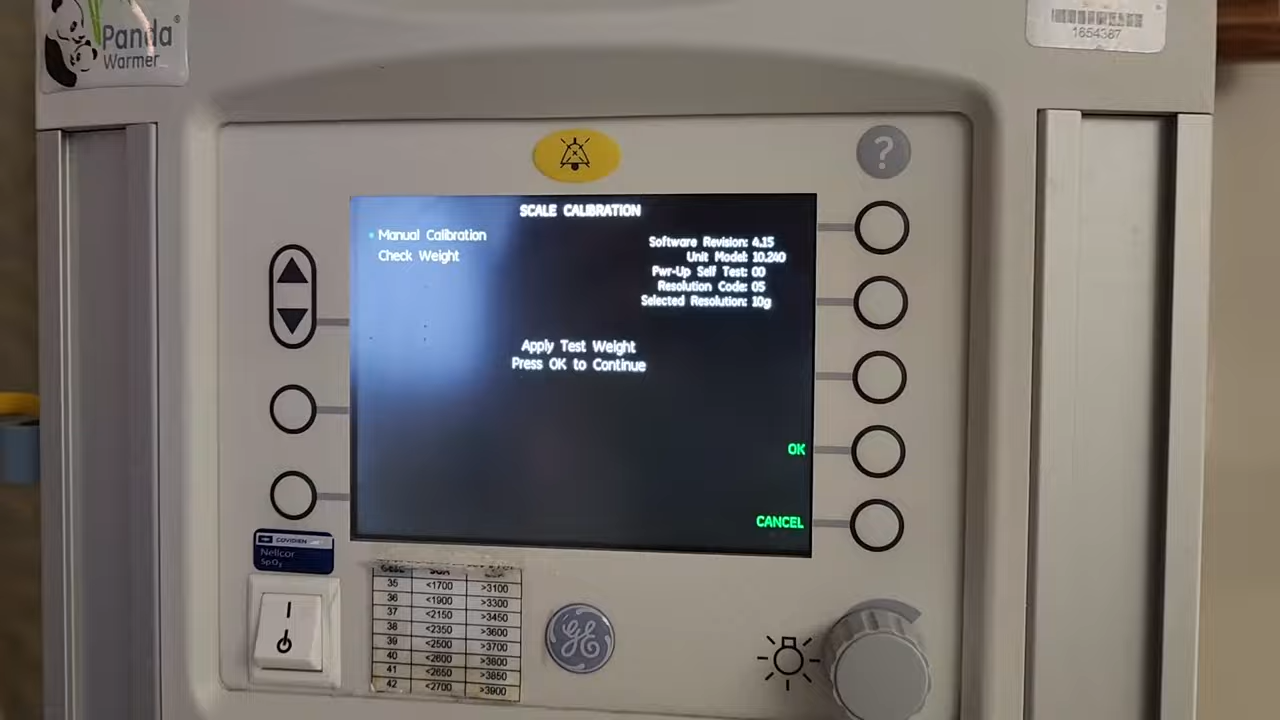 Panda®
Warmer
1654387
?
SCALE CALIBRATION
Manual Calibration
Check Weight
Software Revision: 4.15
Unit Model: 10.240
Pwr-Up Self Test: 00
Resolution Code: 05
Selected Resolution: 10g
Apply Test Weight
Press OK to Continue
OK
CANCEL
COVIDIEN
Nellcor
SpO₂
35 <1700 >3100
36 <1900 >3300
37 <2150 >3450
38 <2350 >3600
39 <2500 >3700
40 <2600 >3800
41 <2650 >3850
42 <2700 >3900
GE